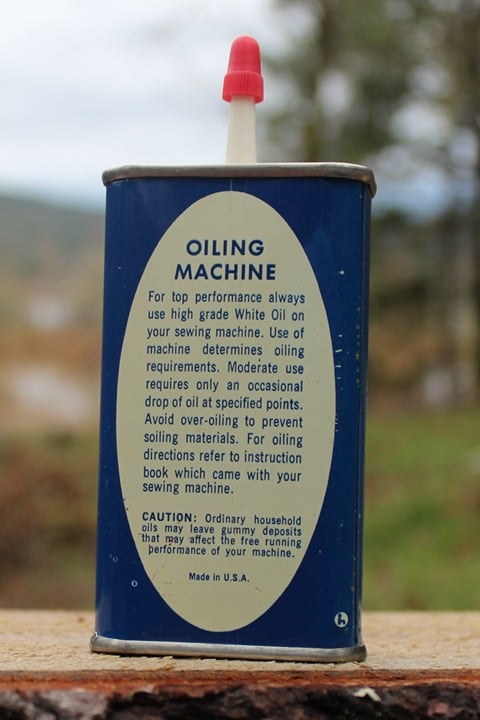 OILING
MACHINE
For top performance always
use high grade White Oil on
your sewing machine. Use of
machine determines oiling
requirements. Moderate use
requires only an occasional
drop of oil at specified points.
Avoid over-oiling to prevent
soiling materials. For oiling
directions refer to instruction
book which came with your
sewing machine.
CAUTION: Ordinary household
oils may leave gummy deposits
that may affect the free running
performance of your machine.
Made in U.S.A.